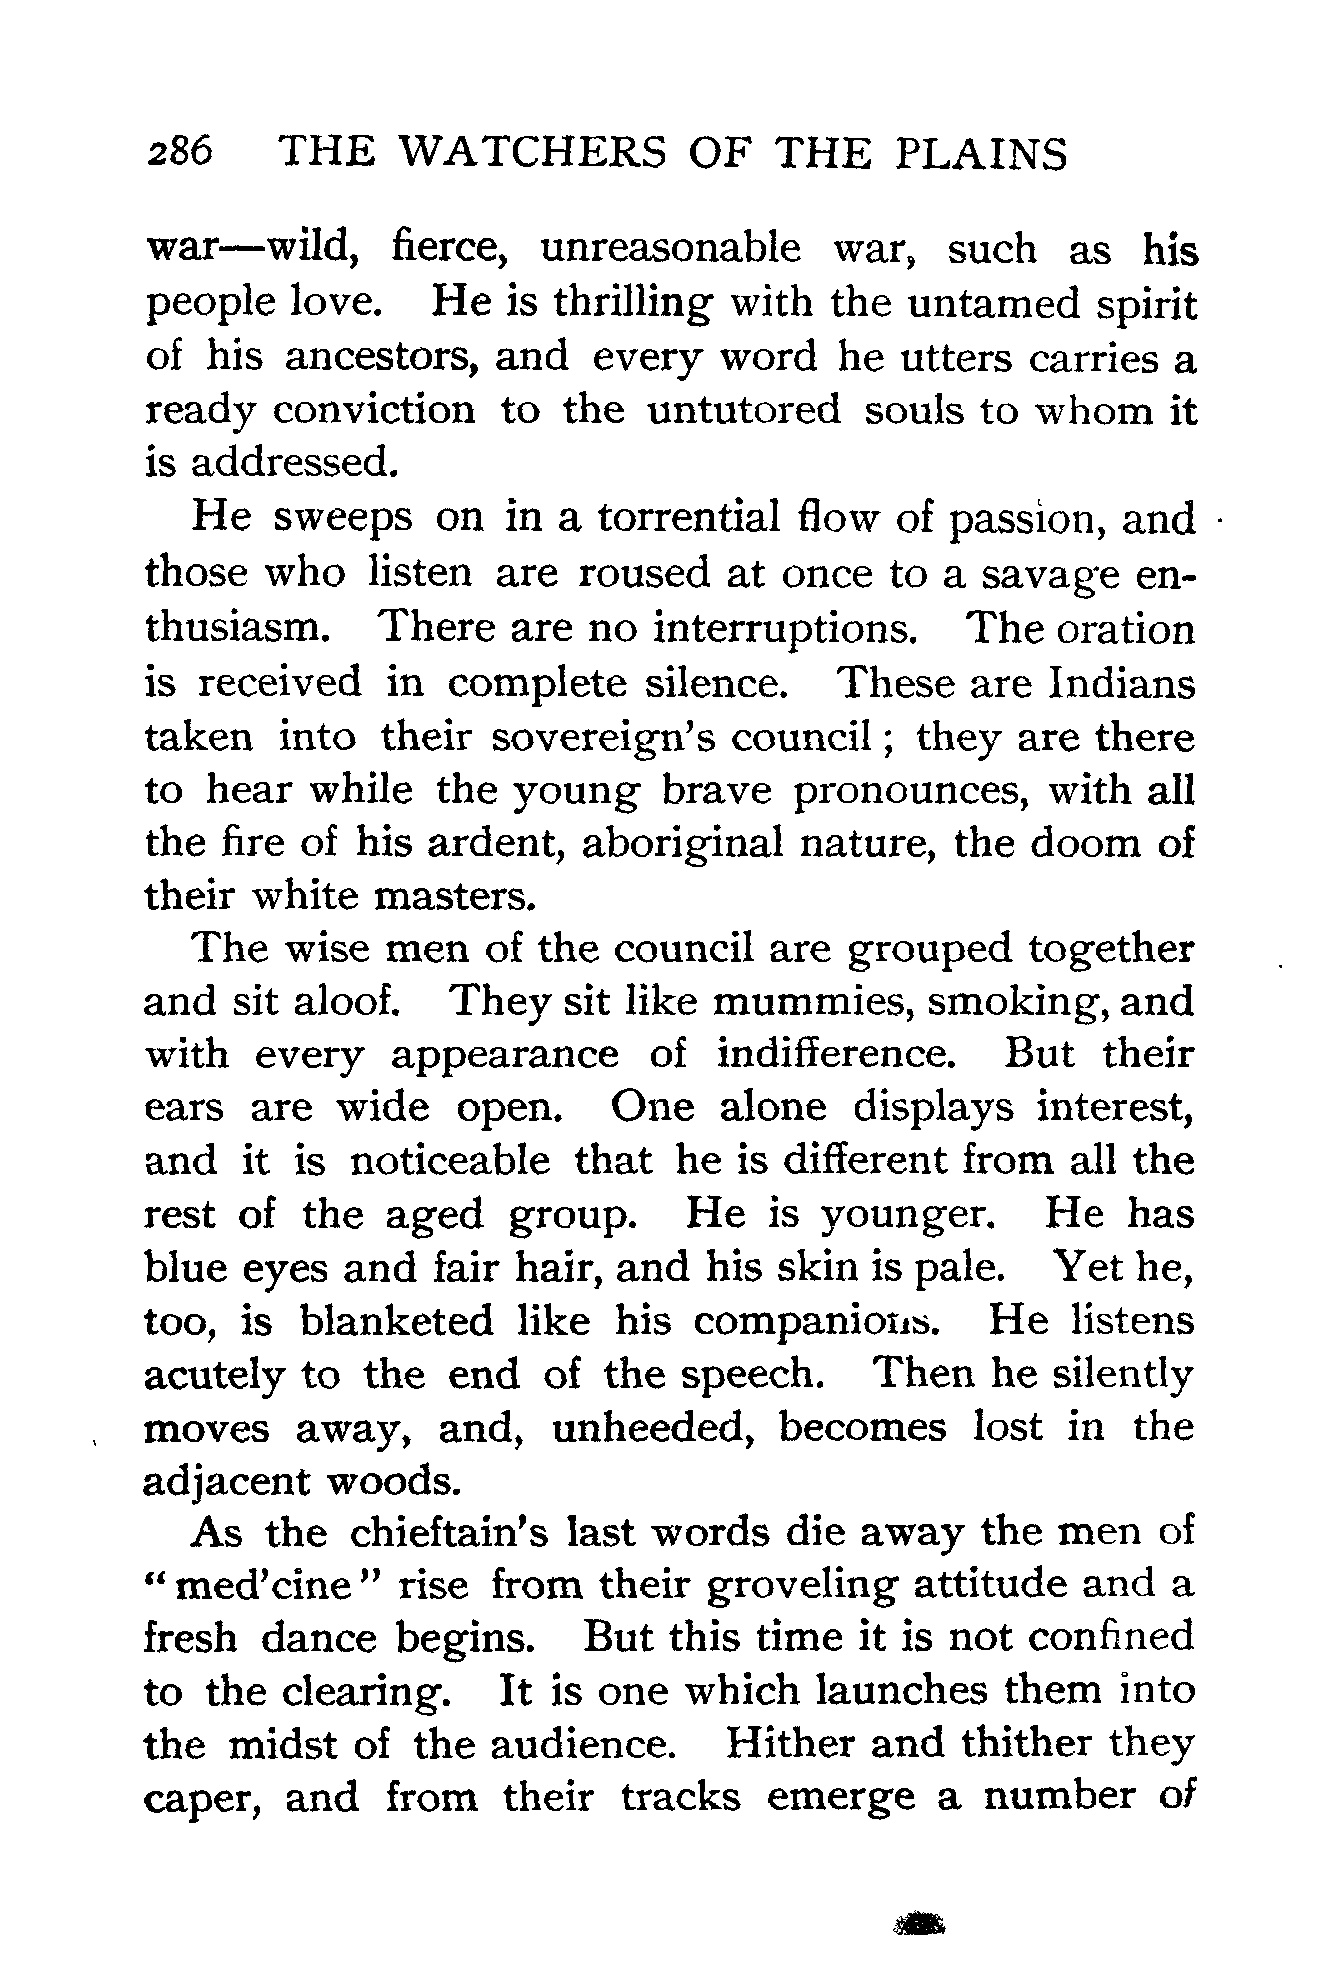 286 THE WATCHERS OF THE PLAINS
war—wild, fierce, unreasonable war, such as his
people love. He is thrilling with the untamed spirit
of his ancestors, and every word he utters carries a
ready conviction to the untutored souls to whom it
is addressed.
He sweeps on in a torrential flow of passion, and
those who listen are roused at once to a savage en-
thusiasm. There are no interruptions. The oration
is received in complete silence. These are Indians
taken into their sovereign's council ; they are there
to hear while the young brave pronounces, with all
the fire of his ardent, aboriginal nature, the doom of
their white masters.
The wise men of the council are grouped together
and sit aloof. They sit like mummies, smoking, and
with every appearance of indifference. But their
ears are wide open. One alone displays interest,
and it is noticeable that he is different from all the
rest of the aged group. He is younger. He has
blue eyes and fair hair, and his skin is pale. Yet he,
too, is blanketed like his companions. He listens
acutely to the end of the speech. Then he silently
moves away, and, unheeded, becomes lost in the
adjacent woods.
As the chieftain's last words die away the men of
“ med'cine ” rise from their groveling attitude and a
fresh dance begins. But this time it is not confined
to the clearing. It is one which launches them into
the midst of the audience. Hither and thither they
caper, and from their tracks emerge a number of